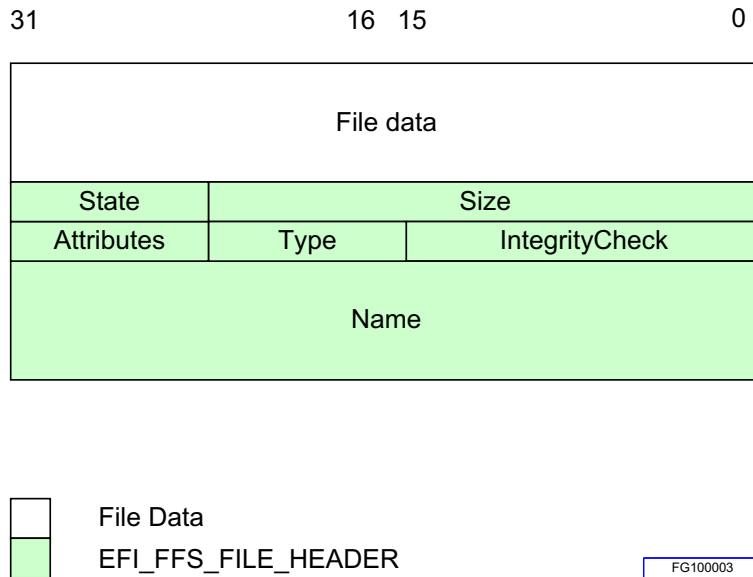 31 16 15 0
File data
State Size
Attributes Type IntegrityCheck
Name
File Data
EFI_FFS_FILE_HEADER
FG100003